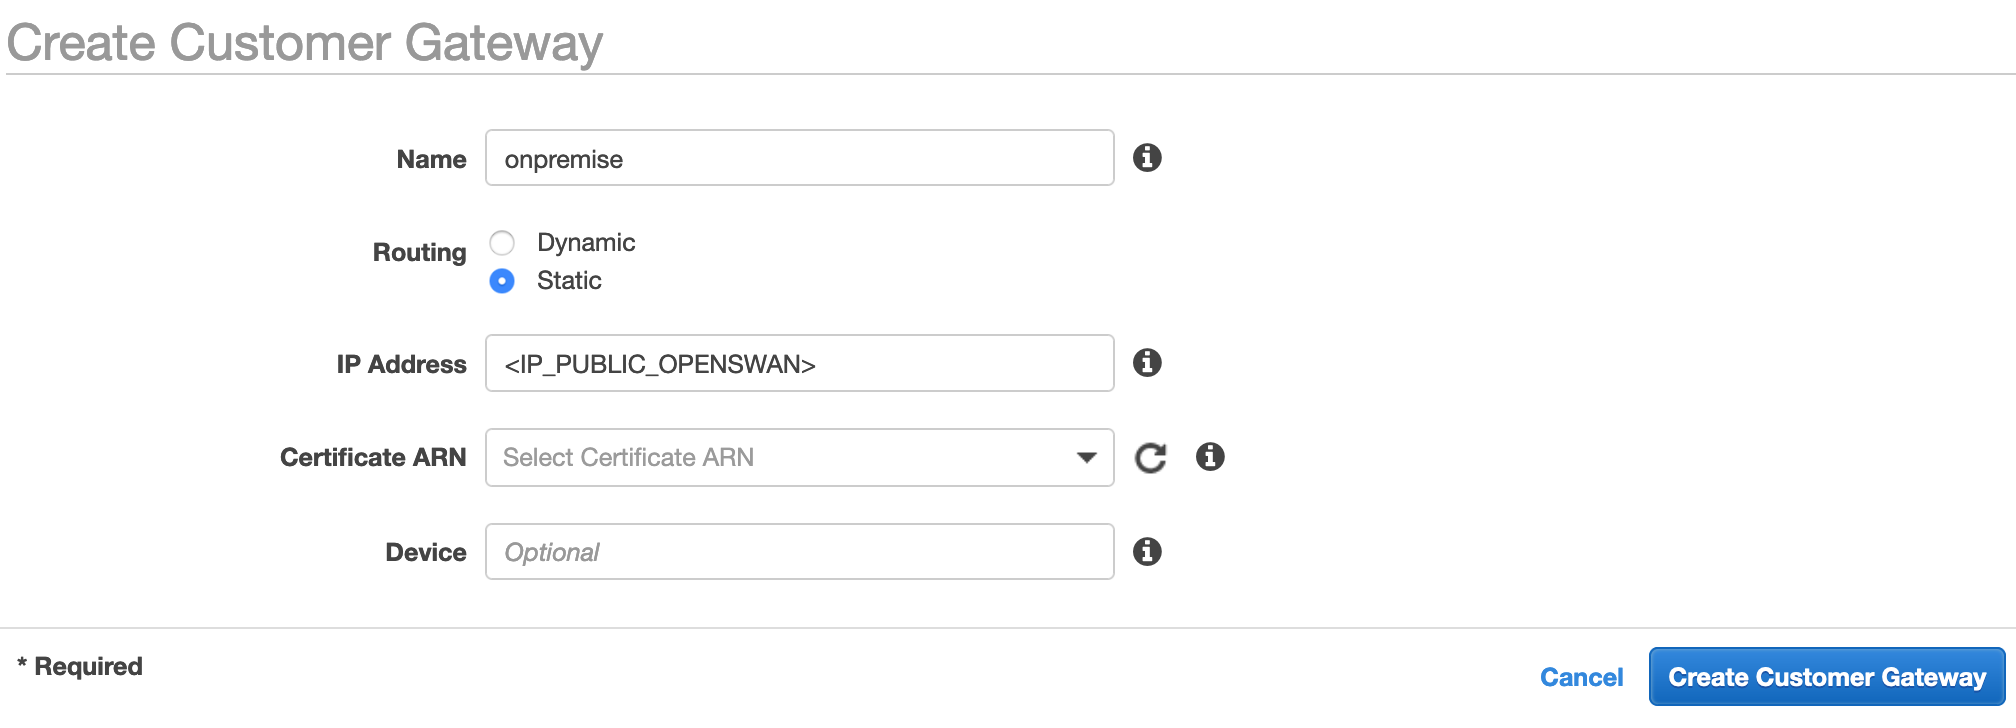 Create Customer Gateway
Name onpremise
Routing Dynamic
Static
IP Address <IP_PUBLIC_OPENSWAN>
Certificate ARN Select Certificate ARN
Device Optional
* Required
Cancel Create Customer Gateway